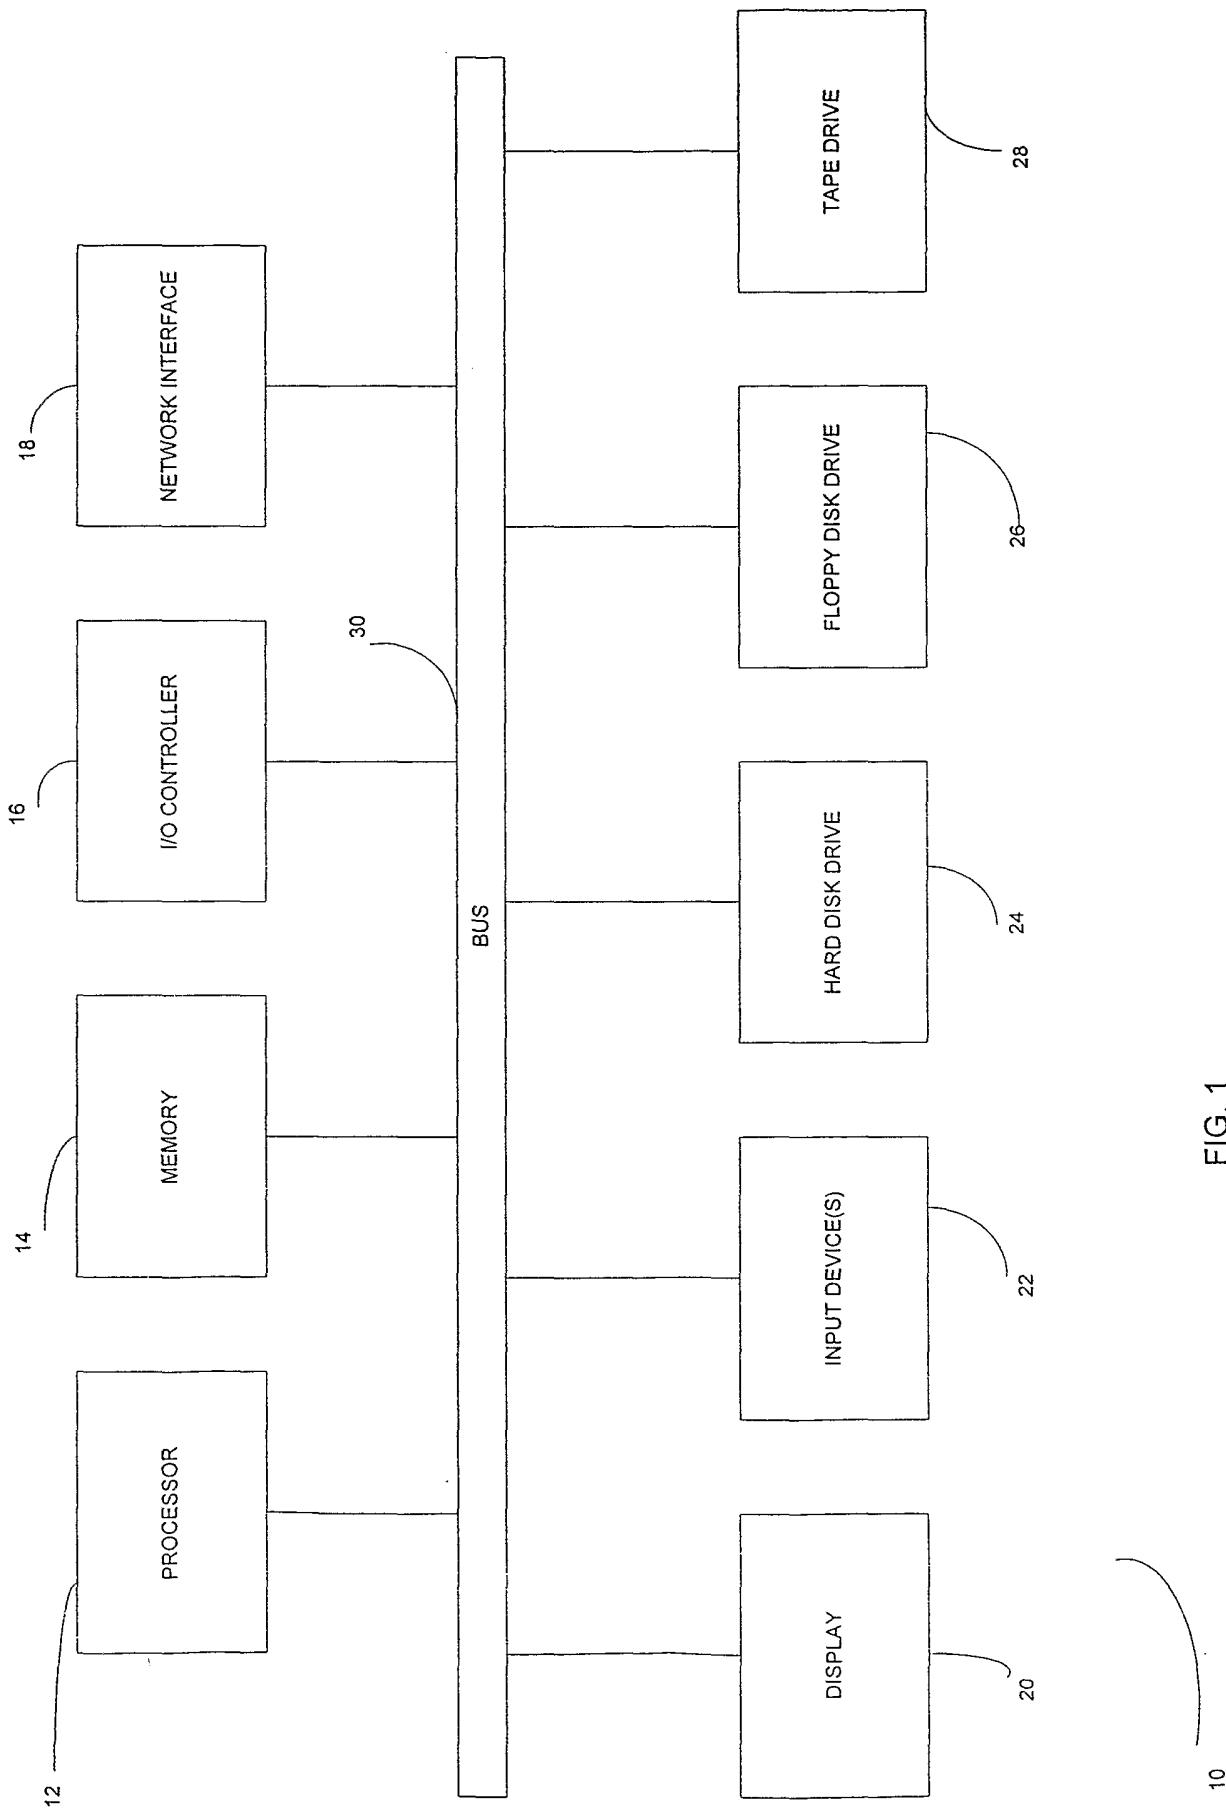 12
14
16
18
PROCESSOR
MEMORY
I/O CONTROLLER
NETWORK INTERFACE
30
BUS
DISPLAY
INPUT DEVICE(S)
HARD DISK DRIVE
FLOPPY DISK DRIVE
TAPE DRIVE
20
22
24
26
28
10
FIG. 1